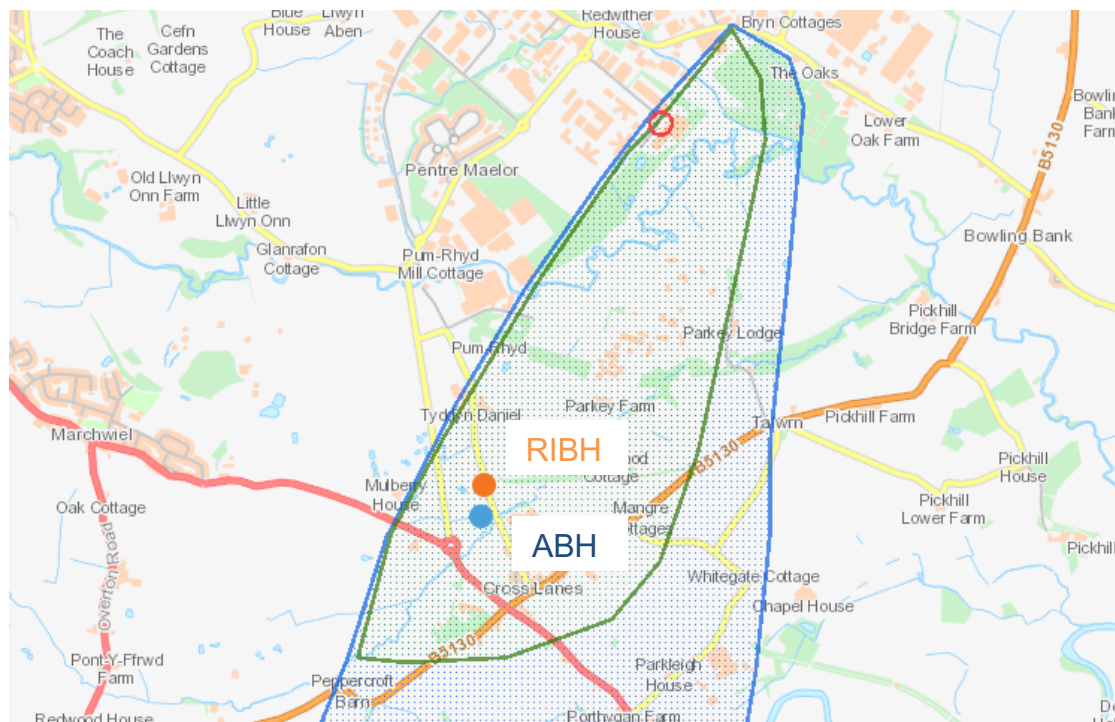 Blue
House
Llwyn
Aben
Redwither
House
Bryn Cottages
The
Coach
House
Cefn
Gardens
Cottage
The Oaks
Bowling
Bank
Farm
Lower
Oak Farm
B5130
Pentre Maelor
Old Llwyn
Onn Farm
Little
Llwyn Onn
Glanrafon
Cottage
Pum-Rhyd
Mill Cottage
Bowling Bank
Pickhill
Bridge Farm
Pum-Rhyd
Parkey Lodge
Tydden Daniel
Parkey Farm
Talwrn
Pickhill Farm
Marchwiel
RIBH
B5130
Cottage
Pickhill
House
Mulberry
House
Oak Cottage
Mangre
Cottages
Pickhill
Lower Farm
ABH
Pickhill
Overton Road
Cross Lanes
Whitegate Cottage
Chapel House
B5130
Pont-Y-Ffrwd
Farm
Peppercroft
Barn
Parkleigh
House
Redwood House
Porthygan Farm